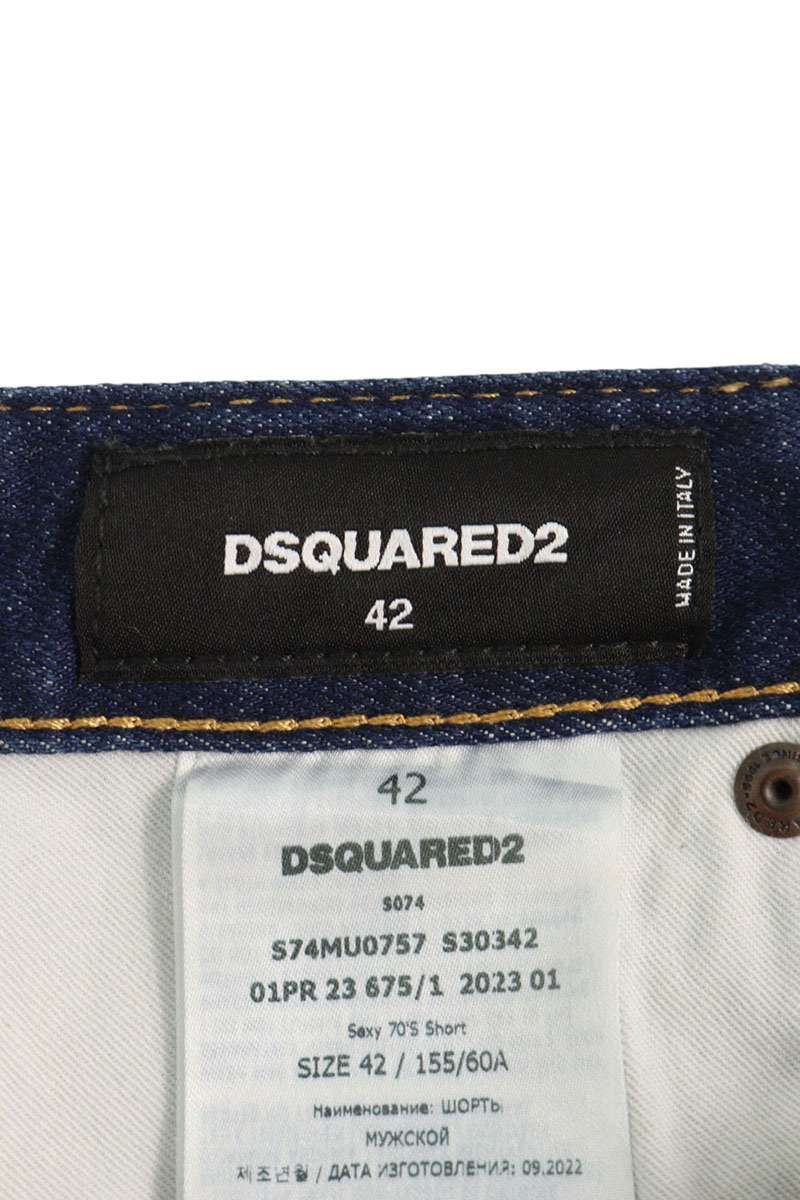 DSQUARED2
42
MADE IN ITALY
42
DSQUARED2
S074
S74MU0757 S30342
01PR 23 675/1 2023 01
Sexy 70'S Short
SIZE 42 / 155/60A
Наименование: ШОРТЫ
МУЖСКОЙ
제조년월 / ДАТА ИЗГОТОВЛЕНИЯ: 09.2022